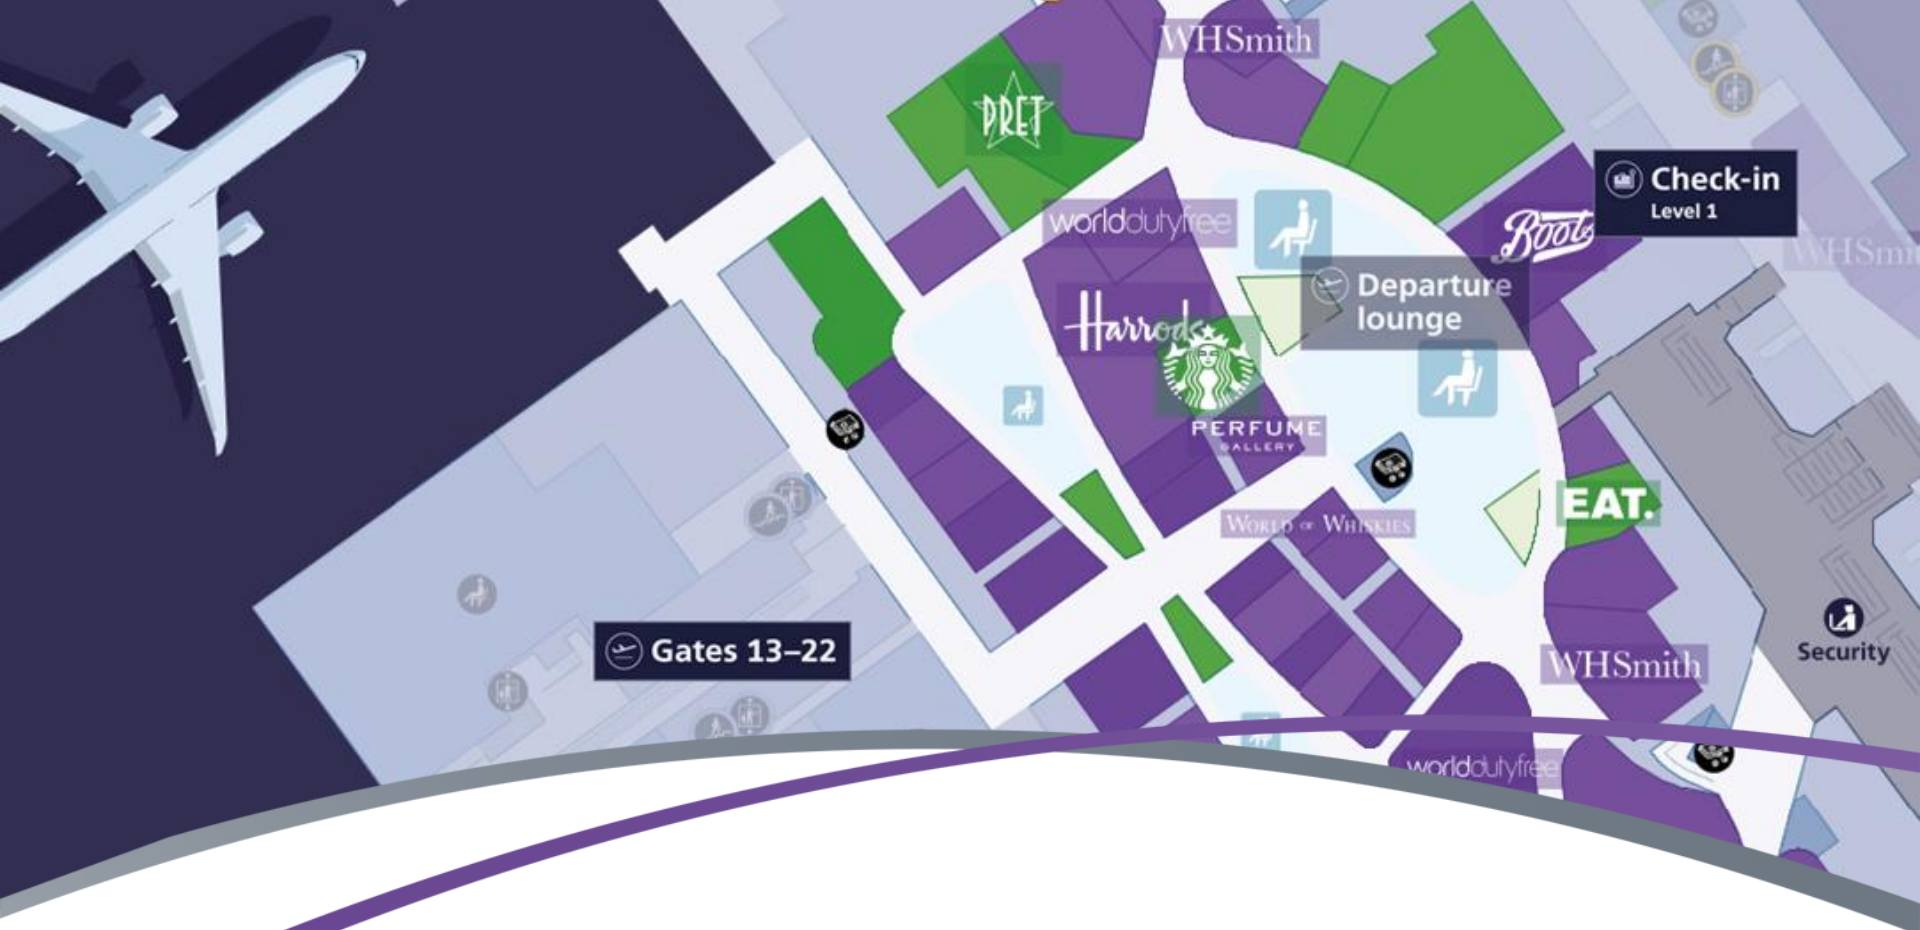 WHSmith
PRET
Check-in
Level 1
worlddutyfree
Boots
WHSmi
Departure
lounge
Harrods
PERFUME
GALLERY
EAT.
WORLD OF WHISKIES
Gates 13–22
Security
WHSmith
worlddutyfree